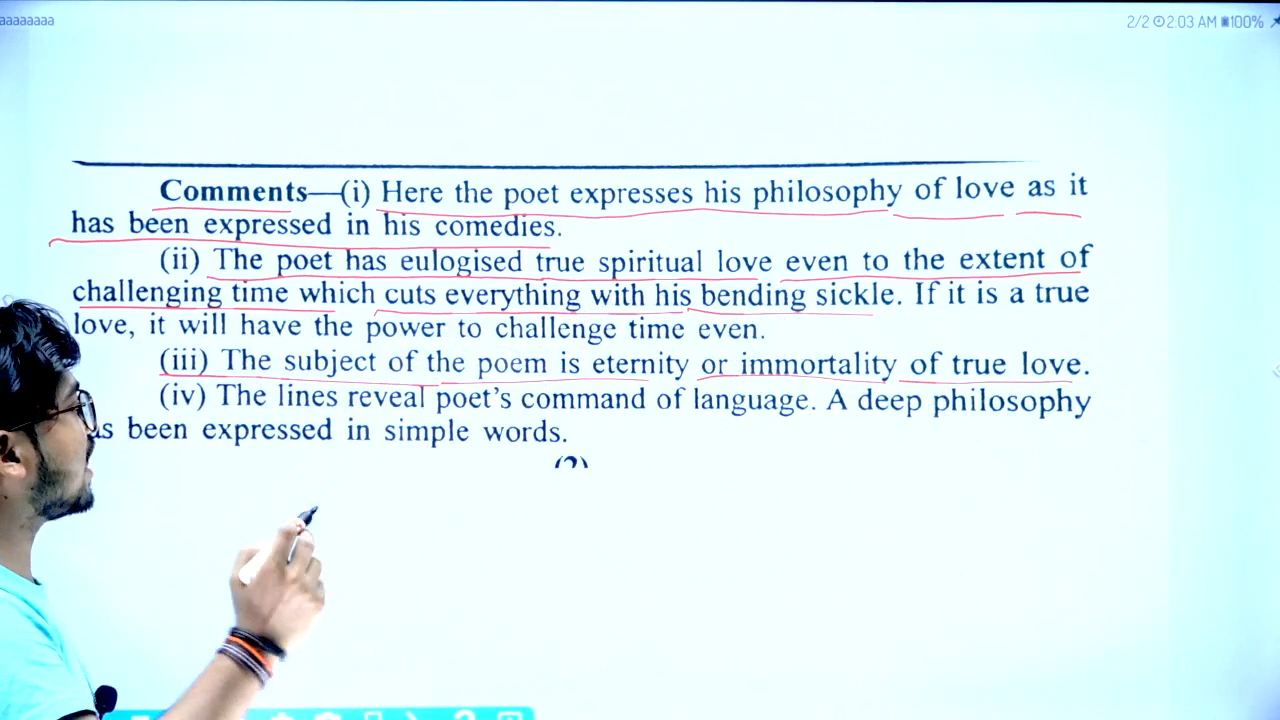 aaaaaaaaa
2/2 2.03 AM 100%
Comments—(i) Here the poet expresses his philosophy of love as it
has been expressed in his comedies.
(ii) The poet has eulogised true spiritual love even to the extent of
challenging time which cuts everything with his bending sickle. If it is a true
love, it will have the power to challenge time even.
(iii) The subject of the poem is eternity or immortality of true love.
(iv) The lines reveal poet's command of language. A deep philosophy
been expressed in simple words.